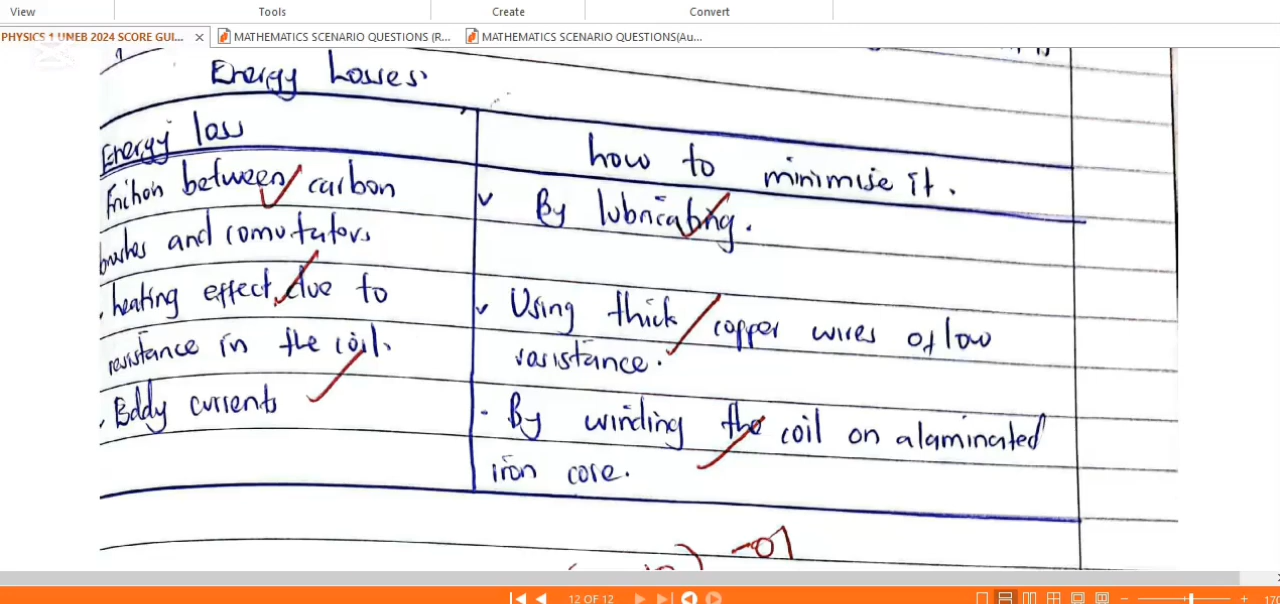 View Tools Create Convert
PHYSICS 1 UNEB 2024 SCORE GUI... × MATHEMATICS SCENARIO QUESTIONS (R... MATHEMATICS SCENARIO QUESTIONS(Au...
Energy Losses.
Energy loss
how to minimise it.
Friction between carbon
By lubricating.
brushes and comutators
heating effect due to
Using thick copper wires of low
resistance in the coil.
rasistance.
Eddy currents
By winding the coil on alaminated
iron core.
01
12 OF 12